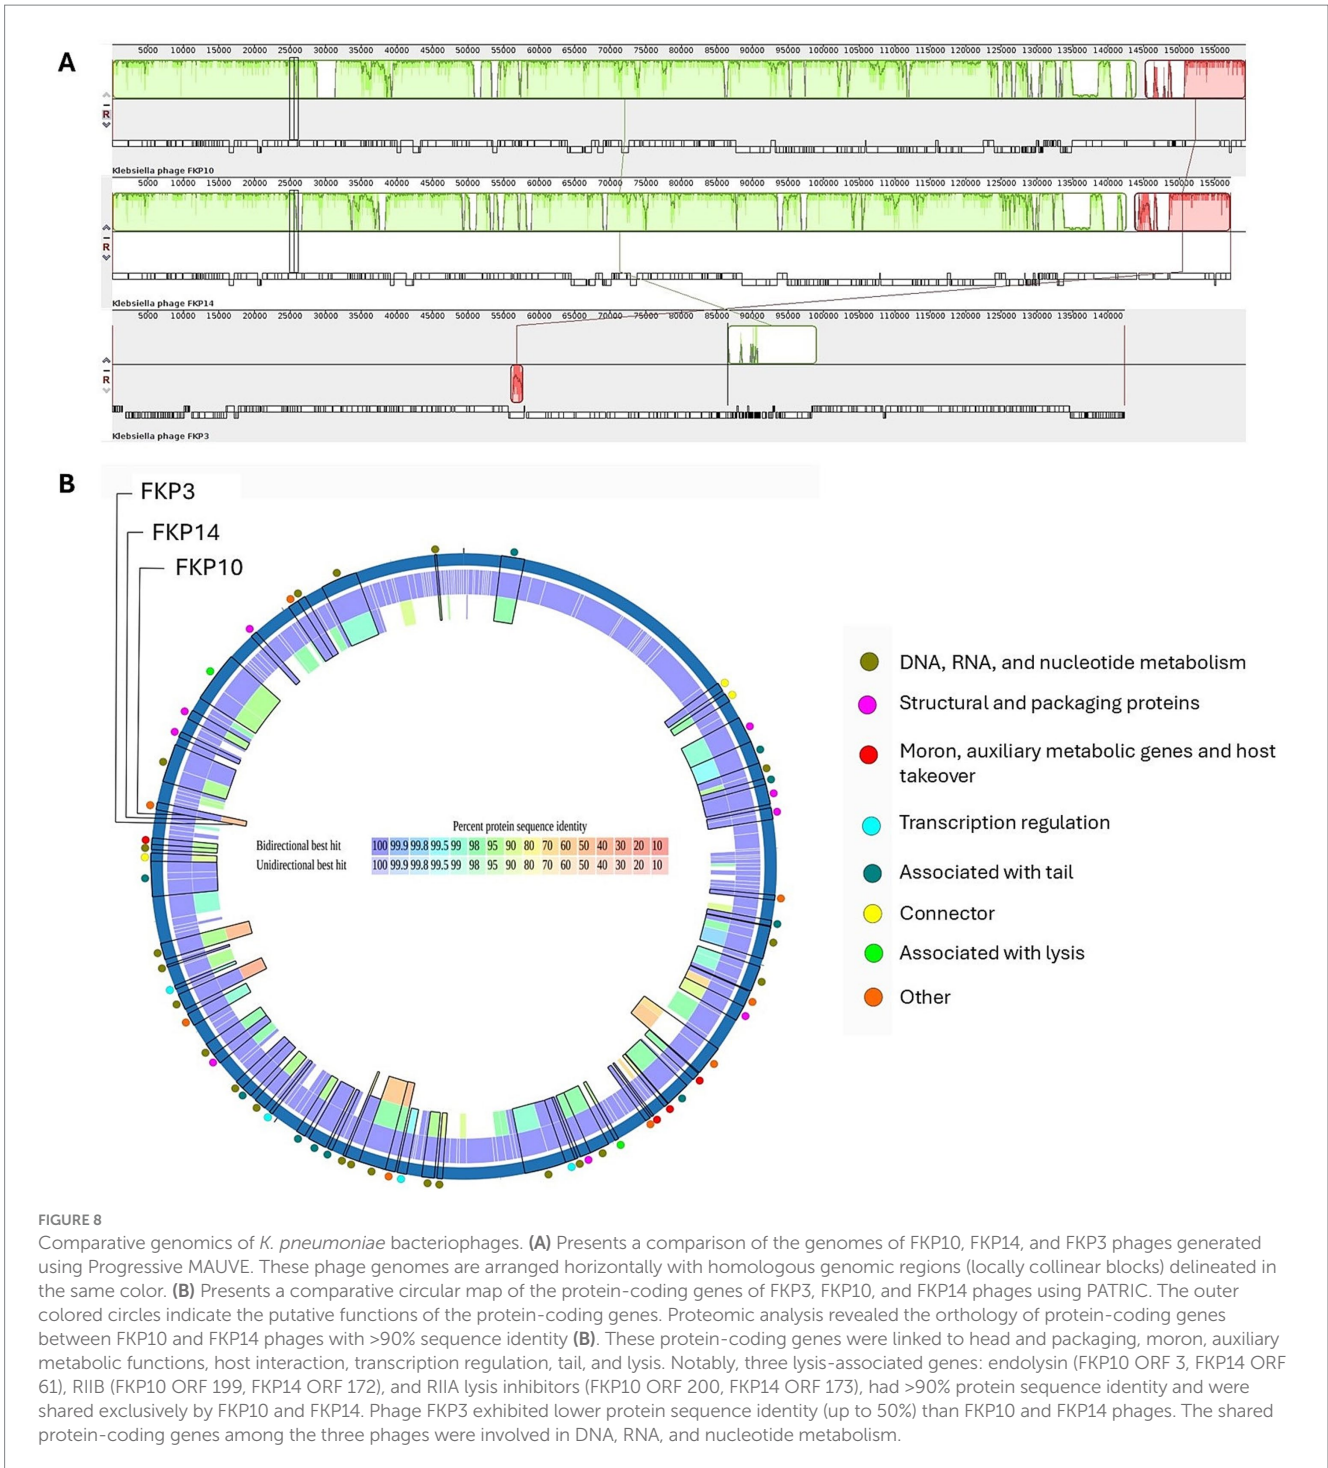 A
5000 10000 15000 20000 25000 30000 35000 40000 45000 50000 55000 60000 65000 70000 75000 80000 85000 90000 95000 100000 105000 110000 115000 120000 125000 130000 135000 140000 145000 150000 155000
R
Klebsiella phage FKP10
5000 10000 15000 20000 25000 30000 35000 40000 45000 50000 55000 60000 65000 70000 75000 80000 85000 90000 95000 100000 105000 110000 115000 120000 125000 130000 135000 140000 145000 150000 155000
R
Klebsiella phage FKP14
5000 10000 15000 20000 25000 30000 35000 40000 45000 50000 55000 60000 65000 70000 75000 80000 85000 90000 95000 100000 105000 110000 115000 120000 125000 130000 135000 140000
R
Klebsiella phage FKP3
B
FKP3
FKP14
FKP10
Percent protein sequence identity
Bidirectional best hit 100 99.9 99.8 99.5 99 98 95 90 80 70 60 50 40 30 20 10
Unidirectional best hit 100 99.9 99.8 99.5 99 98 95 90 80 70 60 50 40 30 20 10
DNA, RNA, and nucleotide metabolism
Structural and packaging proteins
Moron, auxiliary metabolic genes and host
takeover
Transcription regulation
Associated with tail
Connector
Associated with lysis
Other
FIGURE 8
Comparative genomics of K. pneumoniae bacteriophages. (A) Presents a comparison of the genomes of FKP10, FKP14, and FKP3 phages generated
using Progressive MAUVE. These phage genomes are arranged horizontally with homologous genomic regions (locally collinear blocks) delineated in
the same color. (B) Presents a comparative circular map of the protein-coding genes of FKP3, FKP10, and FKP14 phages using PATRIC. The outer
colored circles indicate the putative functions of the protein-coding genes. Proteomic analysis revealed the orthology of protein-coding genes
between FKP10 and FKP14 phages with >90% sequence identity (B). These protein-coding genes were linked to head and packaging, moron, auxiliary
metabolic functions, host interaction, transcription regulation, tail, and lysis. Notably, three lysis-associated genes: endolysin (FKP10 ORF 3, FKP14 ORF
61), RIIB (FKP10 ORF 199, FKP14 ORF 172), and RIIA lysis inhibitors (FKP10 ORF 200, FKP14 ORF 173), had >90% protein sequence identity and were
shared exclusively by FKP10 and FKP14. Phage FKP3 exhibited lower protein sequence identity (up to 50%) than FKP10 and FKP14 phages. The shared
protein-coding genes among the three phages were involved in DNA, RNA, and nucleotide metabolism.